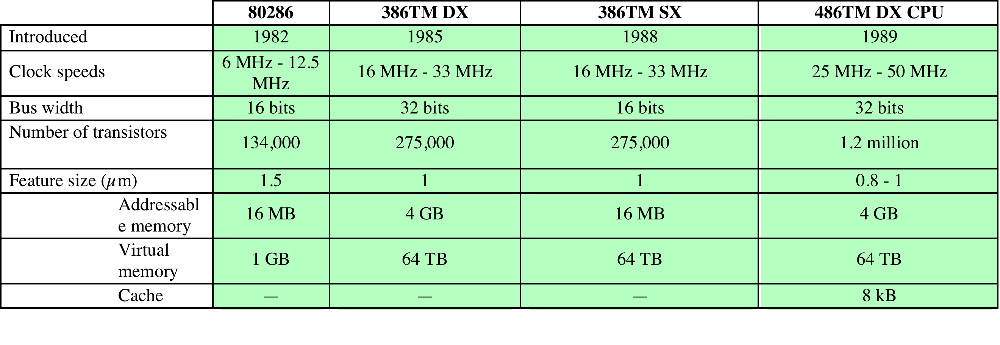 80286 386TM DX 386TM SX 486TM DX CPU
Introduced 1982 1985 1988 1989
Clock speeds 6 MHz - 12.5
MHz 16 MHz - 33 MHz 16 MHz - 33 MHz 25 MHz - 50 MHz
Bus width 16 bits 32 bits 16 bits 32 bits
Number of transistors 134,000 275,000 275,000 1.2 million
Feature size (µm) 1.5 1 1 0.8 - 1
Addressabl
e memory 16 MB 4 GB 16 MB 4 GB
Virtual
memory 1 GB 64 TB 64 TB 64 TB
Cache — — — 8 kB